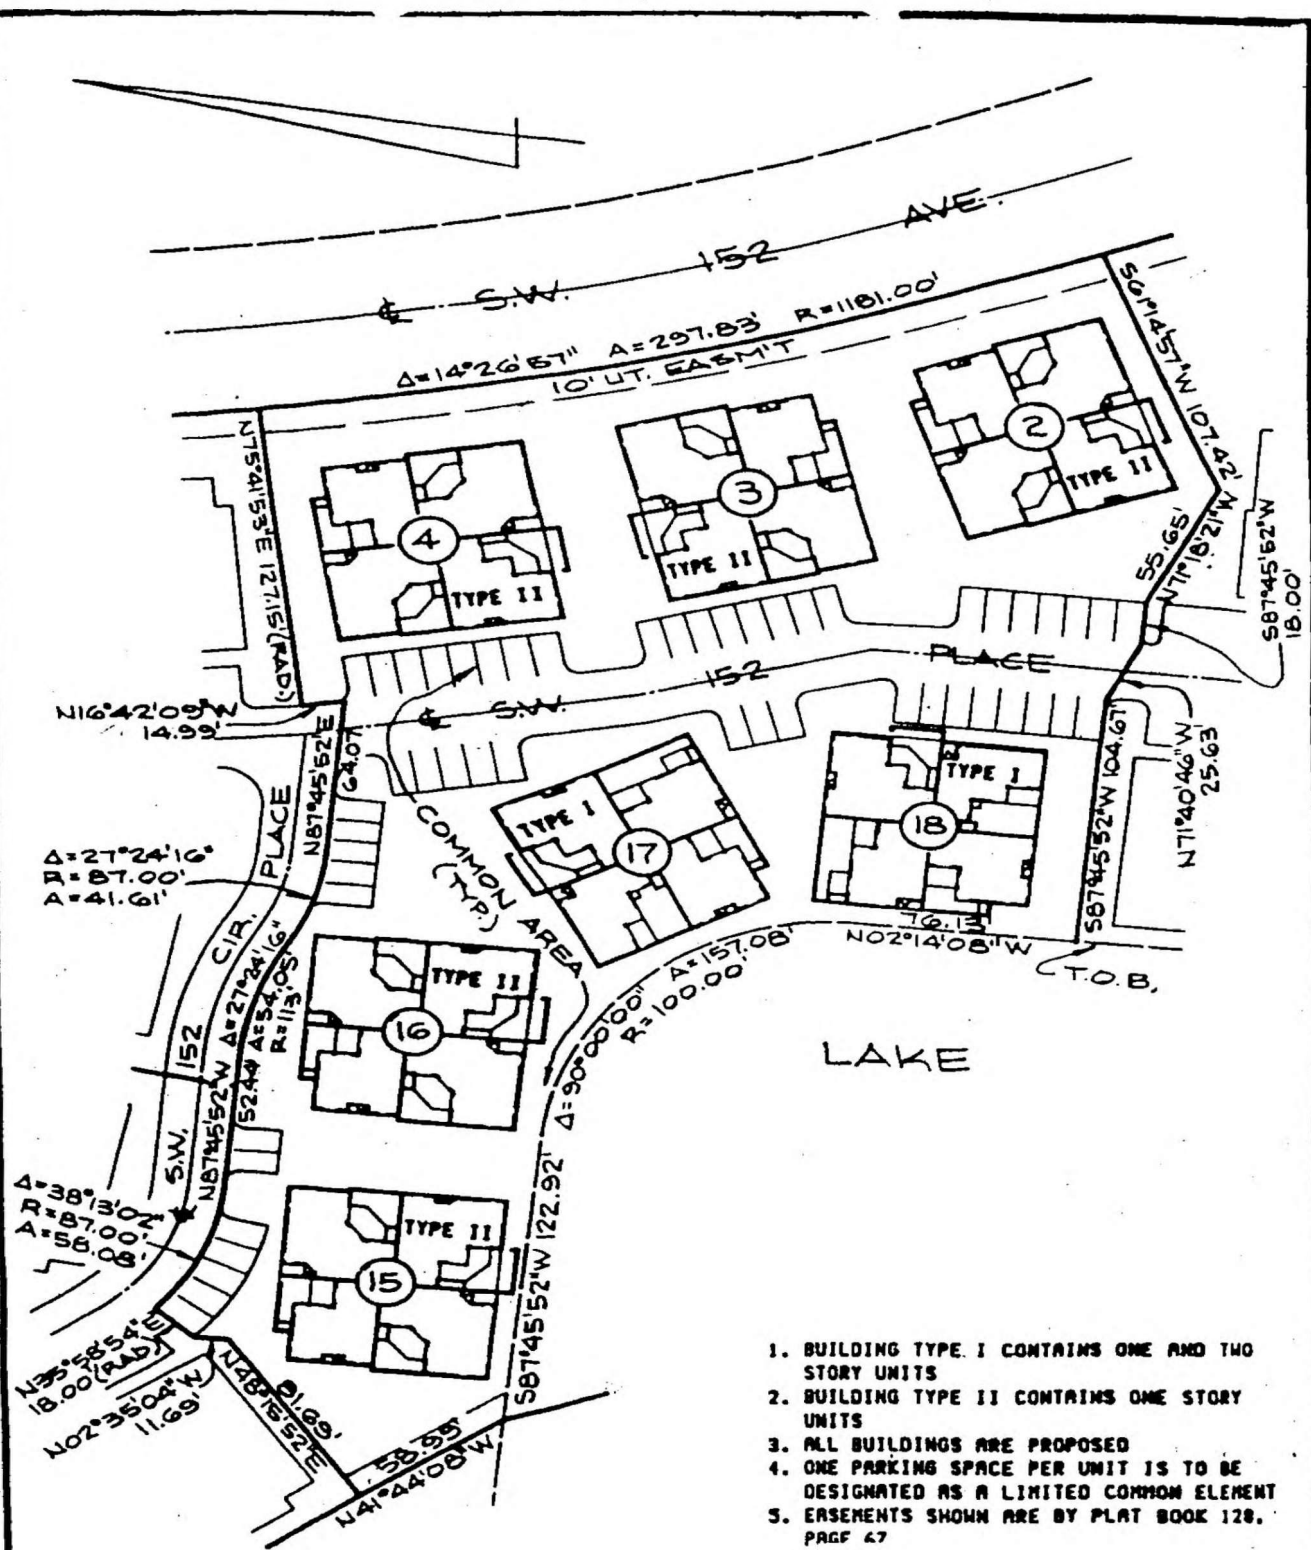 AVE.
152
S.W.
℄
Δ=14°26'57" A=297.83' R=1181.00'
10' UT. EASM'T
S61°14'57"W 107.42'
N75°41'53"E 127.15'(RAD.)
2
TYPE II
3
TYPE II
4
TYPE II
55.65'
N71°18'21"W
S87°45'52"W
18.00'
PLACE
152
S.W.
℄
N16°42'09"W
14.99'
N87°45'52"E
64.07'
N71°40'46"W
25.63
S87°45'52"W 104.67'
TYPE I
18
TYPE I
17
COMMON AREA
(TYP.)
Δ=27°24'16"
R=87.00'
A=41.61'
PLACE
CIR.
152
S.W.
℄
Δ=27°24'16"
A=54.05'
R=113'
N02°14'08"W
T.O.B.
A=157.08'
R=100.00'
Δ=90°00'00"
LAKE
TYPE II
16
N87°45'52"W
52.44'
S87°45'52"W 122.92'
Δ=38°13'02"
R=87.00'
A=58.08'
TYPE II
15
N35°58'54"E
18.00'(RAD)
N02°35'04"W
11.69'
81.69'
N48°15'52"E
58.99'
N41°44'08"W
1. BUILDING TYPE I CONTAINS ONE AND TWO
STORY UNITS
2. BUILDING TYPE II CONTAINS ONE STORY
UNITS
3. ALL BUILDINGS ARE PROPOSED
4. ONE PARKING SPACE PER UNIT IS TO BE
DESIGNATED AS A LIMITED COMMON ELEMENT
5. EASEMENTS SHOWN ARE BY PLAT BOOK 128,
PAGE 67